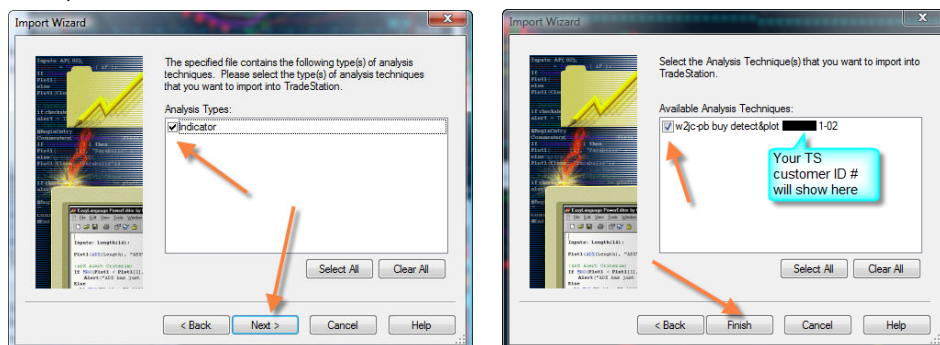 Import Wizard
The specified file contains the following type(s) of analysis
techniques. Please select the type(s) of analysis techniques
that you want to import into TradeStation.
Analysis Types:
indicator
Select All Clear All
< Back Next > Cancel Help
Import Wizard
Select the Analysis Technique(s) that you want to import into
TradeStation.
Available Analysis Techniques:
w2jc-pb buy detect&plot 1-02
Your TS
customer ID #
will show here
Select All Clear All
< Back Finish Cancel Help